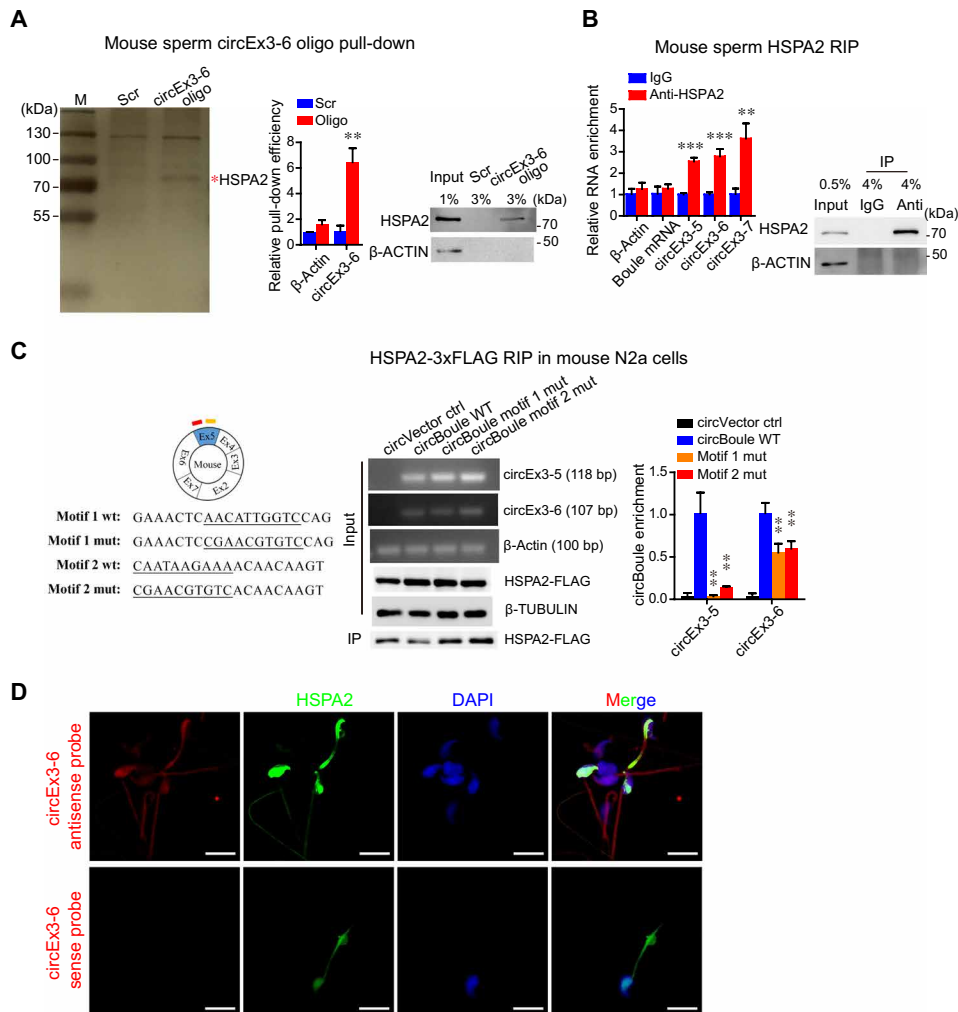 A
Mouse sperm circEx3-6 oligo pull-down
(kDa)
M
Scr
circEx3-6
oligo
130
100
70
55
*HSPA2
Relative pull-down efficiency
8
6
4
2
0
Scr
Oligo
**
β-Actin
circEx3-6
Input
Scr
circEx3-6
oligo
1%
3%
3%
(kDa)
HSPA2
-70
-50
β-ACTIN
B
Mouse sperm HSPA2 RIP
IgG
Anti-HSPA2
Relative RNA enrichment
5
4
3
2
1
0
***
***
**
β-Actin
Boule mRNA
circEx3-5
circEx3-6
circEx3-7
IP
0.5%
4%
4%
Input
IgG
Anti
(kDa)
HSPA2
-70
50
β-ACTIN
C
HSPA2-3xFLAG RIP in mouse N2a cells
Ex5
Ex4
Ex3
Ex2
Ex7
Ex6
Mouse
Motif 1 wt: GAAACTCAACATTGGTCCAG
Motif 1 mut: GAAACTCCGAACGTGTCCAG
Motif 2 wt: CAATAAGAAAACAACAAGT
Motif 2 mut: CGAACGTGTCACAACAAGT
circVector ctrl
circBoule WT
circBoule motif 1 mut
circBoule motif 2 mut
Input
circEx3-5 (118 bp)
circEx3-6 (107 bp)
β-Actin (100 bp)
HSPA2-FLAG
β-TUBULIN
IP
HSPA2-FLAG
circVector ctrl
circBoule WT
Motif 1 mut
Motif 2 mut
circBoule enrichment
1.5
1.0
0.5
0.0
**
**
**
**
circEx3-5
circEx3-6
D
HSPA2
DAPI
Merge
circEx3-6
antisense probe
circEx3-6
sense probe